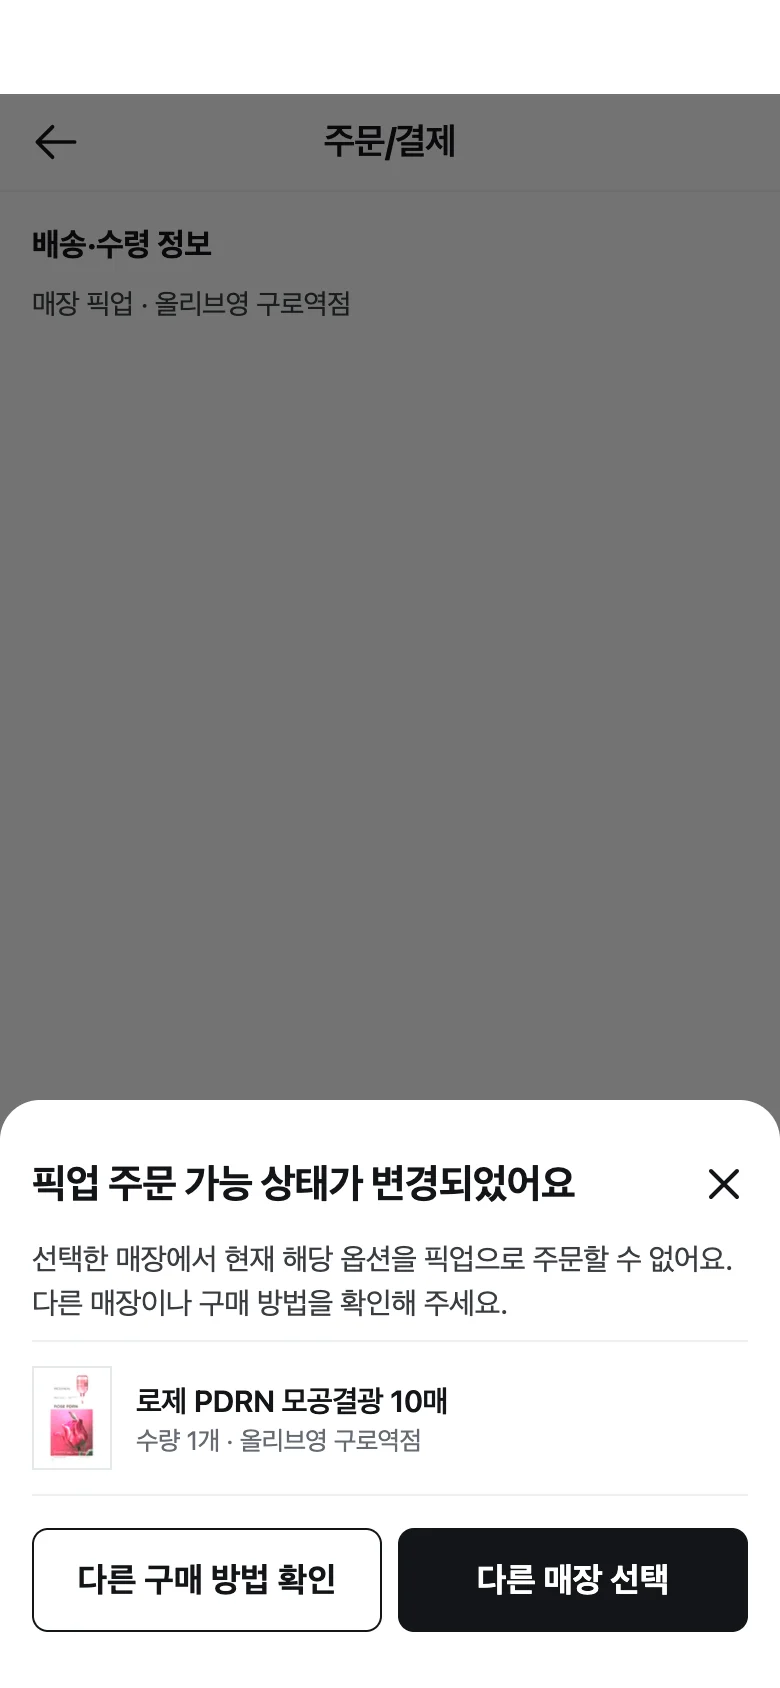 주문/결제
배송·수령 정보
매장 픽업 · 올리브영 구로역점
픽업 주문 가능 상태가 변경되었어요
선택한 매장에서 현재 해당 옵션을 픽업으로 주문할 수 없어요.
다른 매장이나 구매 방법을 확인해 주세요.
로제 PDRN 모공결광 10매
수량 1개 · 올리브영 구로역점
다른 구매 방법 확인
다른 매장 선택